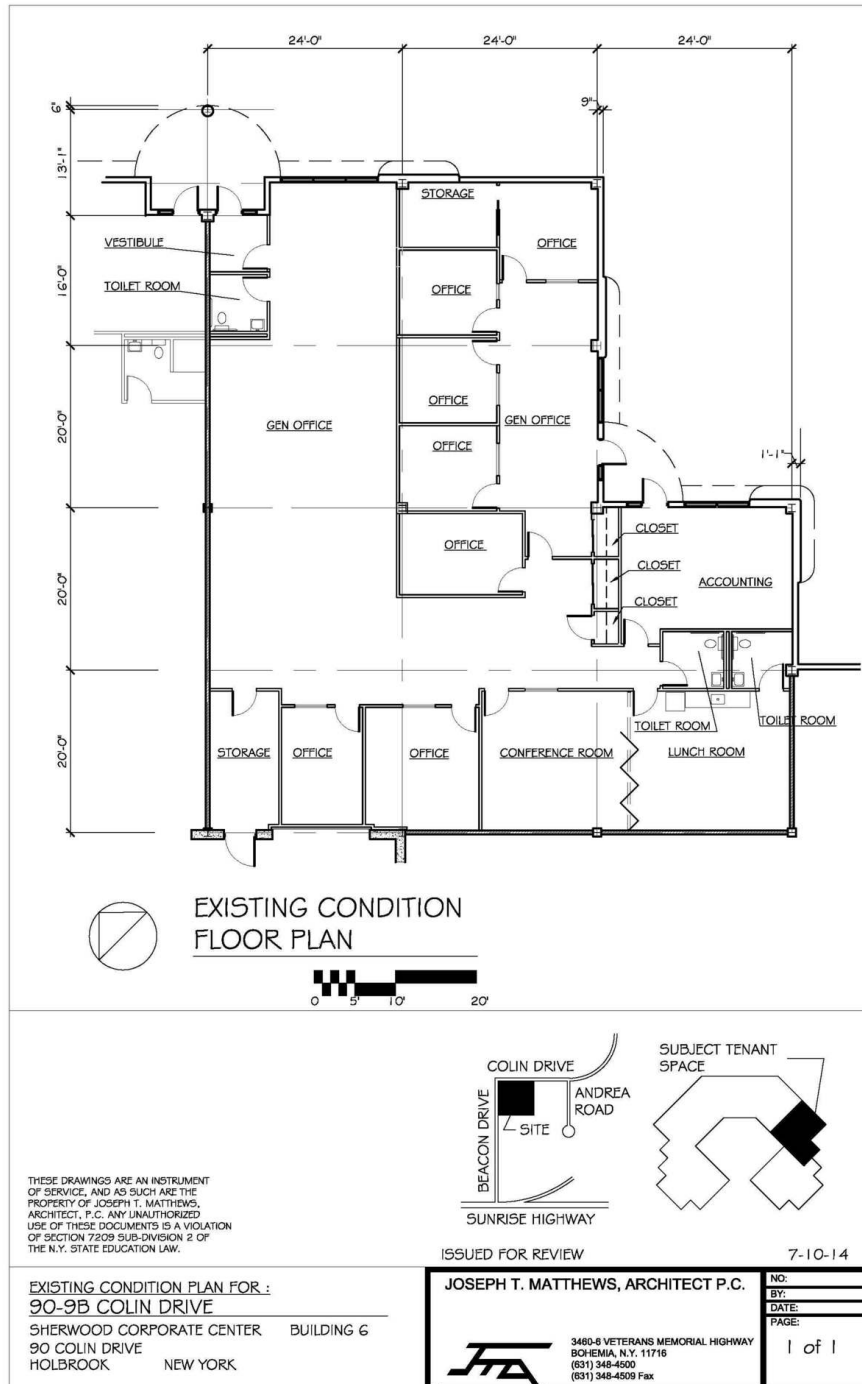 24'-0" 24'-0" 24'-0"
6"
9"
13'-1"
STORAGE
OFFICE
VESTIBULE
16'-0"
TOILET ROOM
OFFICE
OFFICE
GEN OFFICE
GEN OFFICE
20'-0"
OFFICE
1'-1"
CLOSET
OFFICE
CLOSET
ACCOUNTING
20'-0"
CLOSET
TOILET ROOM
TOILET ROOM
20'-0"
STORAGE
OFFICE
OFFICE
CONFERENCE ROOM
LUNCH ROOM
EXISTING CONDITION
FLOOR PLAN
0 5' 10' 20'
COLIN DRIVE
BEACON DRIVE
ANDREA
ROAD
SITE
SUNRISE HIGHWAY
SUBJECT TENANT
SPACE
THESE DRAWINGS ARE AN INSTRUMENT
OF SERVICE, AND AS SUCH ARE THE
PROPERTY OF JOSEPH T. MATTHEWS,
ARCHITECT, P.C. ANY UNAUTHORIZED
USE OF THESE DOCUMENTS IS A VIOLATION
OF SECTION 7209 SUB-DIVISION 2 OF
THE N.Y. STATE EDUCATION LAW.
ISSUED FOR REVIEW 7-10-14
EXISTING CONDITION PLAN FOR :
90-9B COLIN DRIVE
SHERWOOD CORPORATE CENTER BUILDING 6
90 COLIN DRIVE
HOLBROOK NEW YORK
JOSEPH T. MATTHEWS, ARCHITECT P.C.
JTMA
3460-6 VETERANS MEMORIAL HIGHWAY
BOHEMIA, N.Y. 11716
(631) 348-4500
(631) 348-4509 Fax
NO:
BY:
DATE:
PAGE:
1 of 1